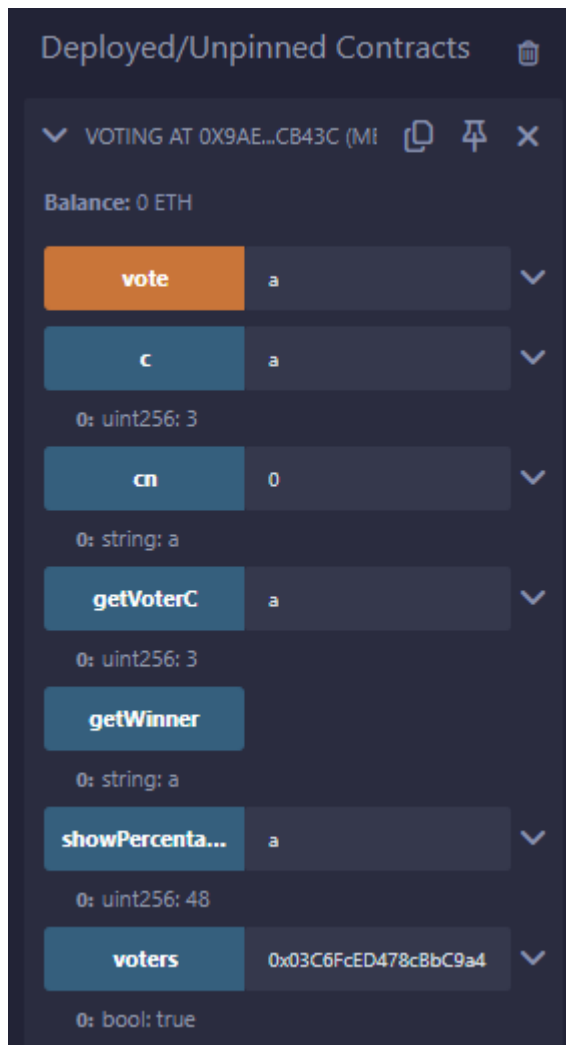 Deployed/Unpinned Contracts
VOTING AT 0X9AE...CB43C (ME
Balance: 0 ETH
vote a
c a
0: uint256: 3
cn 0
0: string: a
getVoterC a
0: uint256: 3
getWinner
0: string: a
showPercenta... a
0: uint256: 48
voters 0x03C6FcED478cBbC9a4
0: bool: true